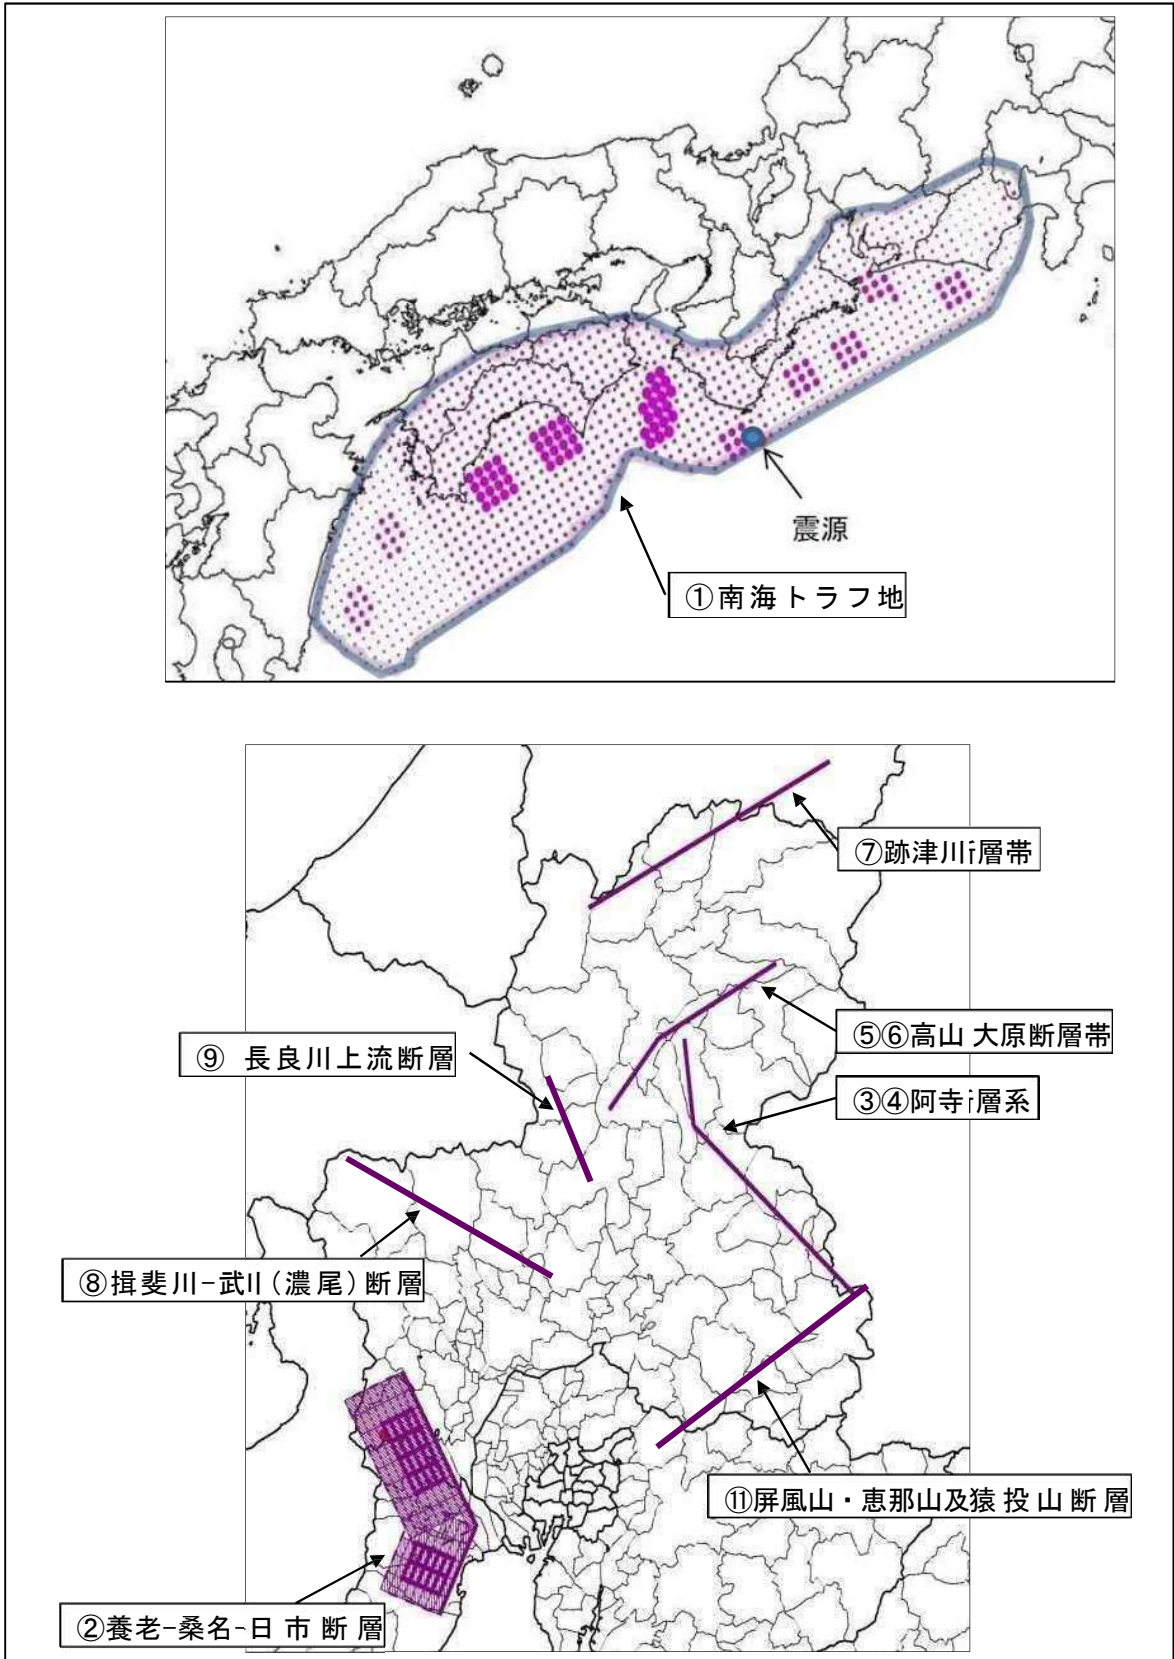 震源
①南海トラフ地
⑦跡津川断層帯
⑤⑥高山 大原断層帯
⑨ 長良川上流断層
③④阿寺断層系
⑧揖斐川-武川(濃尾)断層
⑪屏風山・恵那山及猿投山断層
②養老-桑名-日市断層